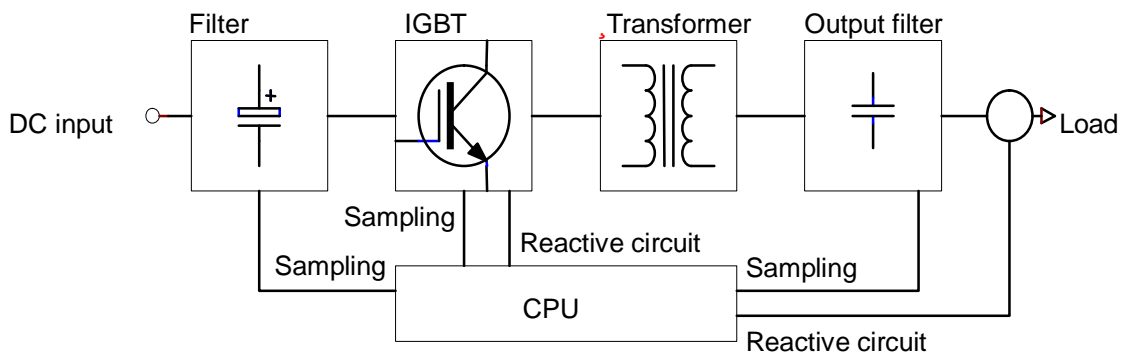 Filter
IGBT
Transformer
Output filter
DC input
+
Load
Sampling
Reactive circuit
Sampling
Sampling
CPU
Reactive circuit